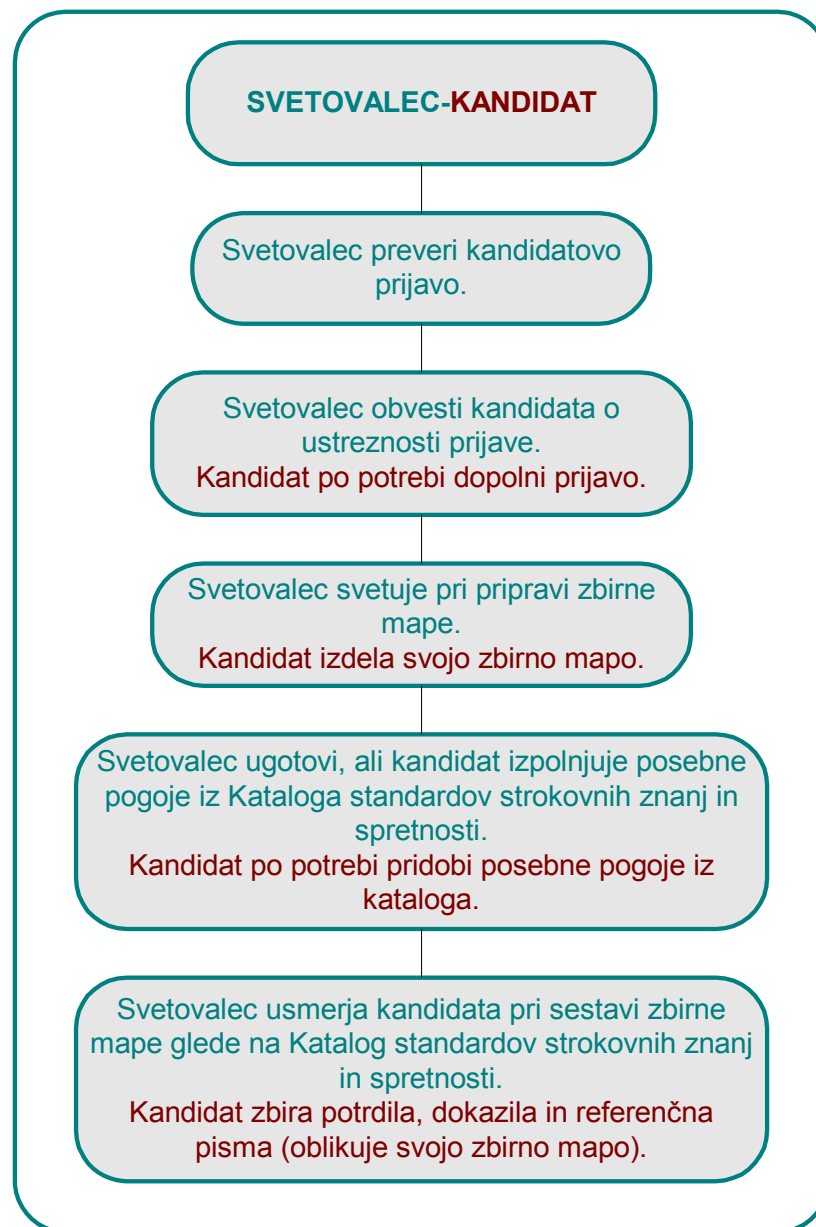 SVETOVALEC-KANDIDAT
Svetovalec preveri kandidatovo
prijavo.
Svetovalec obvesti kandidata o
ustreznosti prijave.
Kandidat po potrebi dopolni prijavo.
Svetovalec svetuje pri pripravi zbirne
mape.
Kandidat izdela svojo zbirno mapo.
Svetovalec ugotovi, ali kandidat izpolnjuje posebne
pogoje iz Kataloga standardov strokovnih znanj in
spretnosti.
Kandidat po potrebi pridobi posebne pogoje iz
kataloga.
Svetovalec usmerja kandidata pri sestavi zbirne
mape glede na Katalog standardov strokovnih znanj
in spretnosti.
Kandidat zbira potrdila, dokazila in referenčna
pisma (oblikuje svojo zbirno mapo).